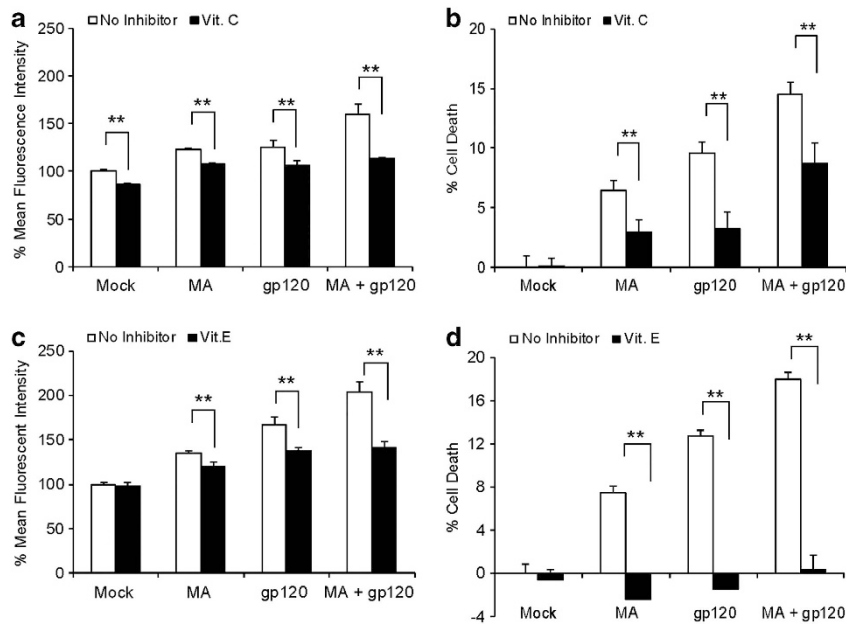 a
No Inhibitor Vit. C
% Mean Fluorescence Intensity
250
200
150
100
50
0
** ** ** **
Mock MA gp120 MA + gp120
b
No Inhibitor Vit. C
% Cell Death
20
15
10
5
0
** ** **
Mock MA gp120 MA + gp120
c
No Inhibitor Vit.E
% Mean Fluorescent Intensity
250
200
150
100
50
0
** ** **
Mock MA gp120 MA + gp120
d
No Inhibitor Vit. E
% Cell Death
20
16
12
8
4
0
-4
** ** **
Mock MA gp120 MA + gp120